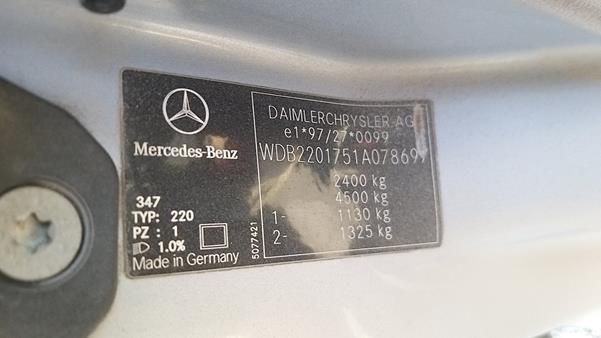 Mercedes-Benz
347
TYP: 220
PZ : 1
1.0%
Made in Germany
5077421
DAIMLERCHRYSLER AG
e1*97/27*0099
WDB2201751A078697
2400 kg
4500 kg
1- 1130 kg
2- 1325 kg